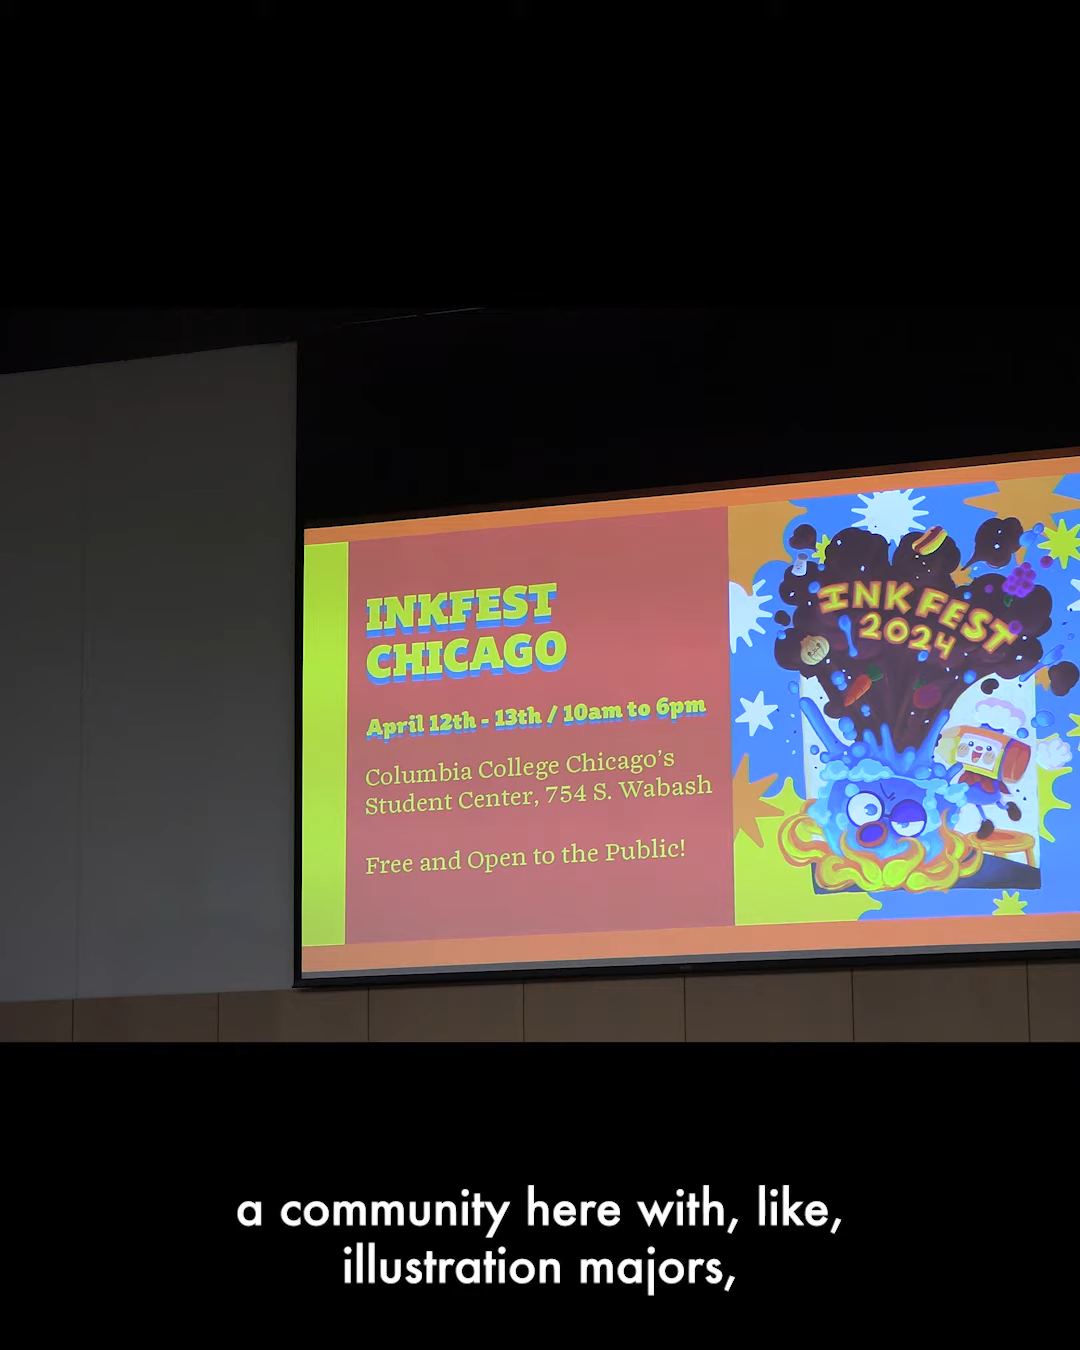 INKFEST
CHICAGO
April 12th - 13th / 10am to 6pm
Columbia College Chicago's
Student Center, 754 S. Wabash
Free and Open to the Public!
INKFEST
2024
a community here with, like,
illustration majors,